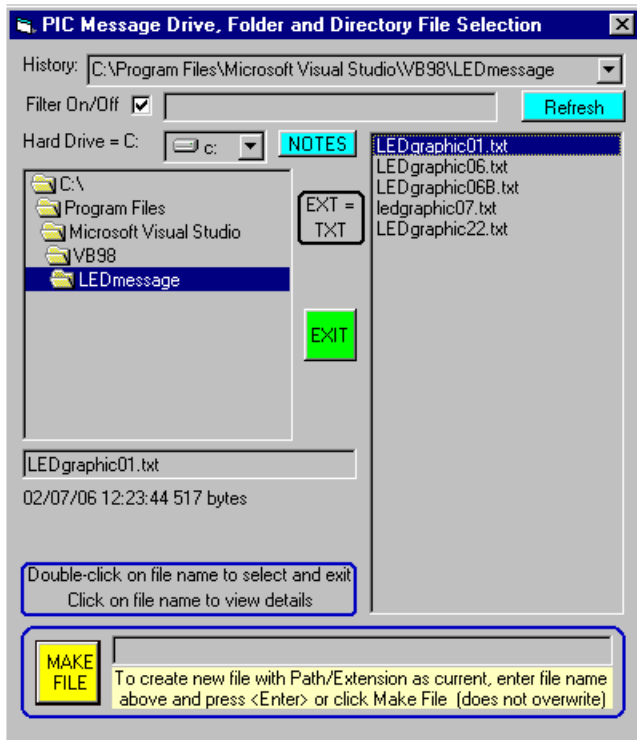 PIC Message Drive, Folder and Directory File Selection
History: C:\Program Files\Microsoft Visual Studio\VB98\LEDmessage
Filter On/Off Refresh
Hard Drive = C: c: NOTES
C:\
Program Files
Microsoft Visual Studio
VB98
LEDmessage
EXT =
TXT
EXIT
LEDgraphic01.txt
LEDgraphic06.txt
LEDgraphic06B.txt
ledgraphic07.txt
LEDgraphic22.txt
LEDgraphic01.txt
02/07/06 12:23:44 517 bytes
Double-click on file name to select and exit
Click on file name to view details
MAKE
FILE
To create new file with Path/Extension as current, enter file name
above and press <Enter> or click Make File (does not overwrite)